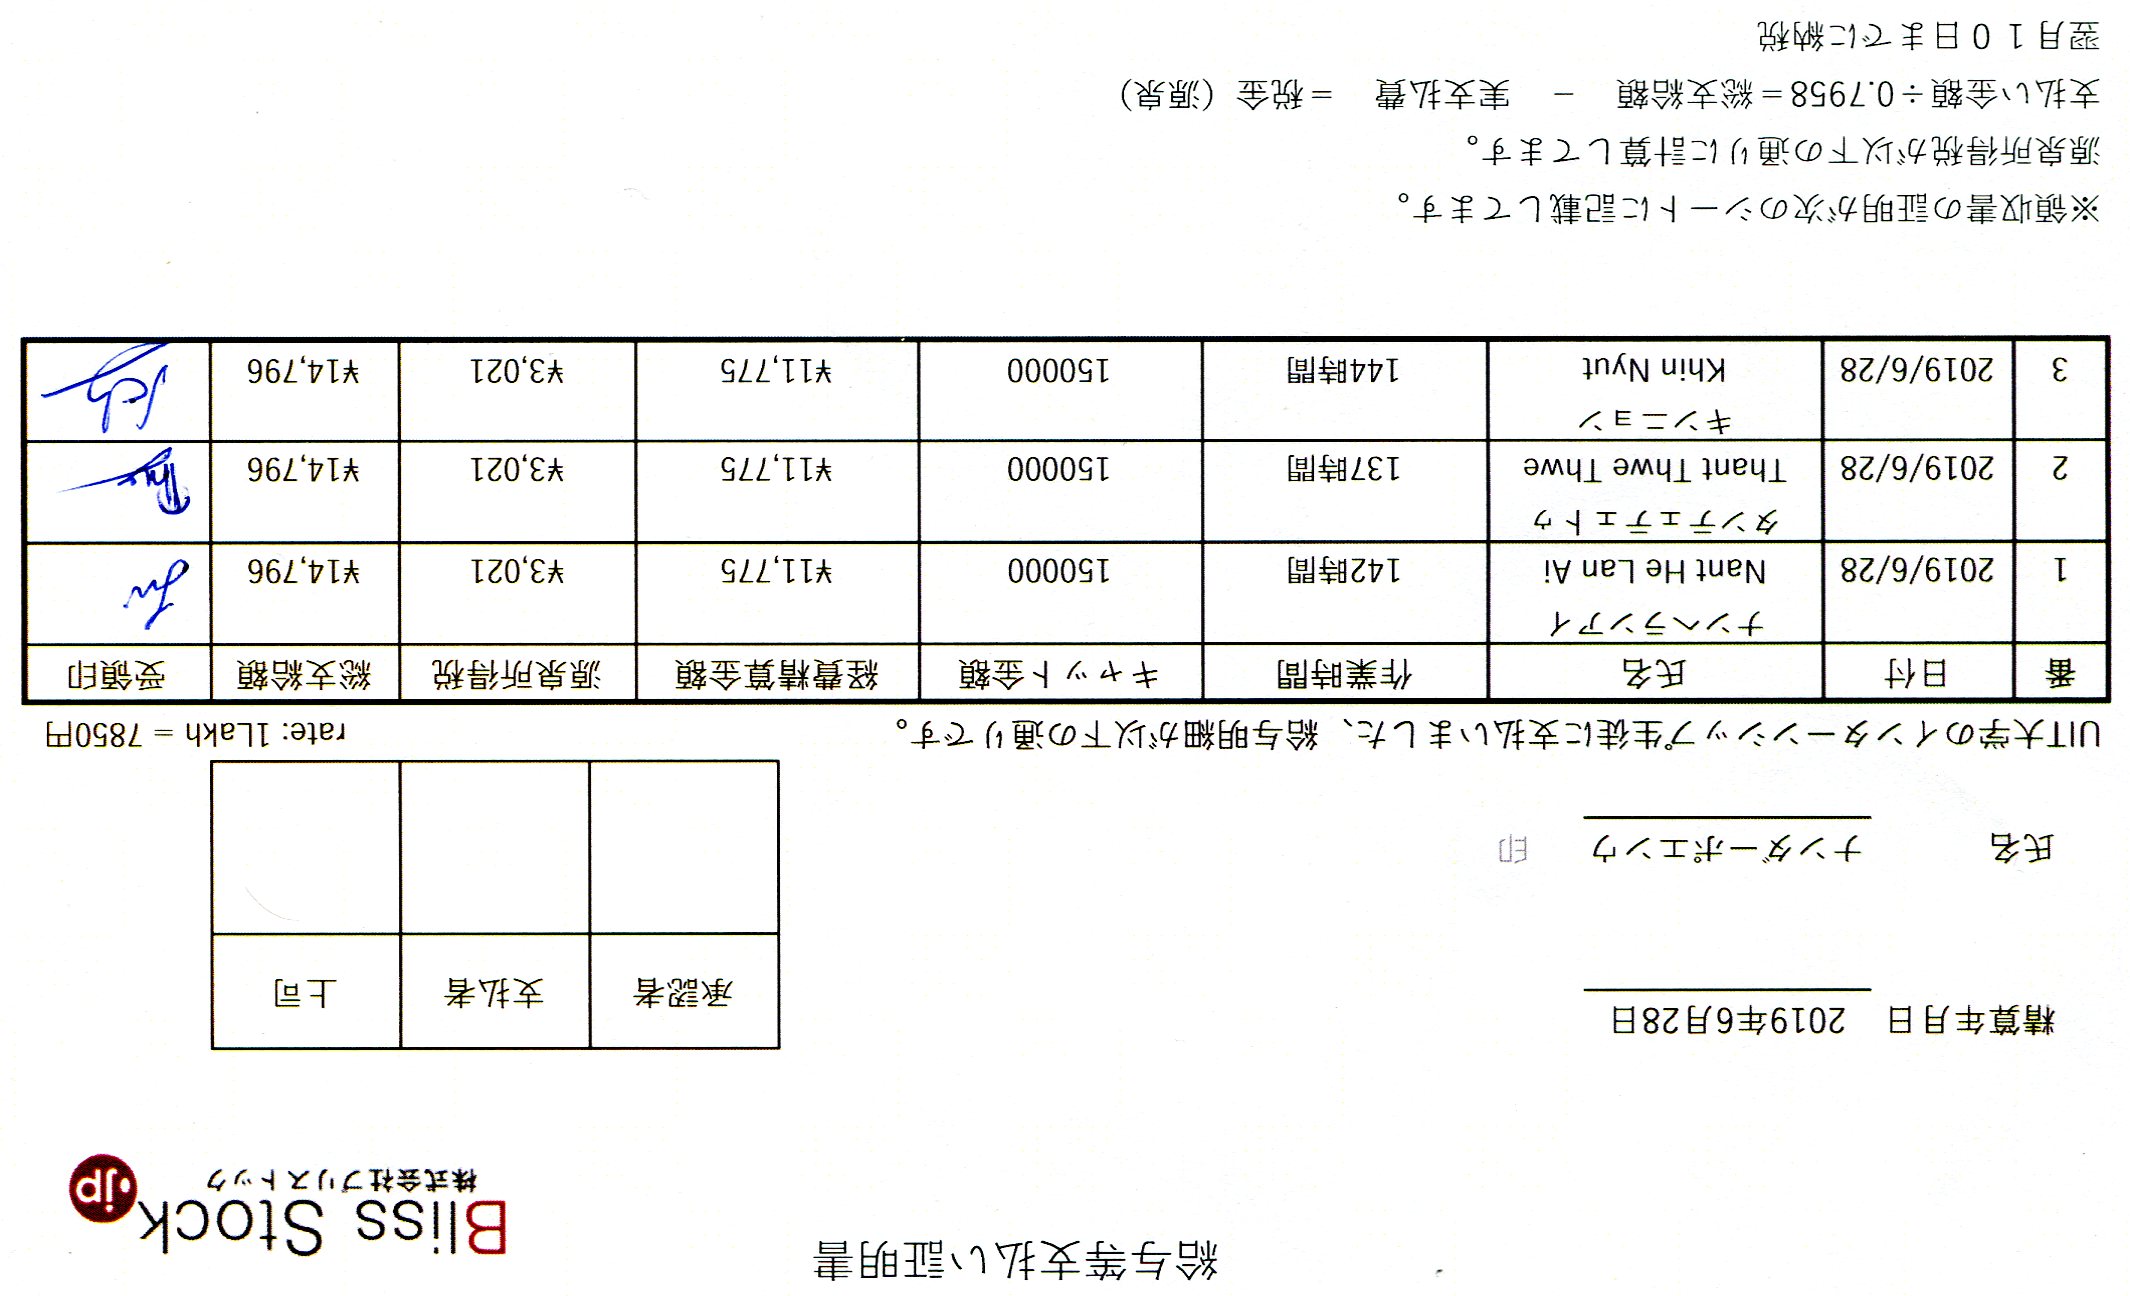 給与等支払い証明書
Bliss Stock
.jp
株式会社ブリストック
精算年月日 2019年6月28日
承認者 支払者 上司
氏名 ナンダーポエンウ 印
UIT大学のインターンシップ生徒に支払いました、給与明細が以下の通りです。 rate: 1Lakh = 7850円
番 日付 氏名 作業時間 キャット金額 経費精算金額 源泉所得税 総支給額 受領印
ナンヘランアイ
1 2019/6/28 Nant He Lan Ai 142時間 150000 ¥11,775 ¥3,021 ¥14,796
タンテェテェトゥ
2 2019/6/28 Thant Thwe Thwe 137時間 150000 ¥11,775 ¥3,021 ¥14,796
キンニョン
3 2019/6/28 Khin Nyut 144時間 150000 ¥11,775 ¥3,021 ¥14,796
※領収書の証明が次のシートに記載してます。
源泉所得税が以下の通りに計算してます。
支払い金額÷0.7958＝総支給額 － 実支払費 ＝税金（源泉）
翌月１０日までに納税